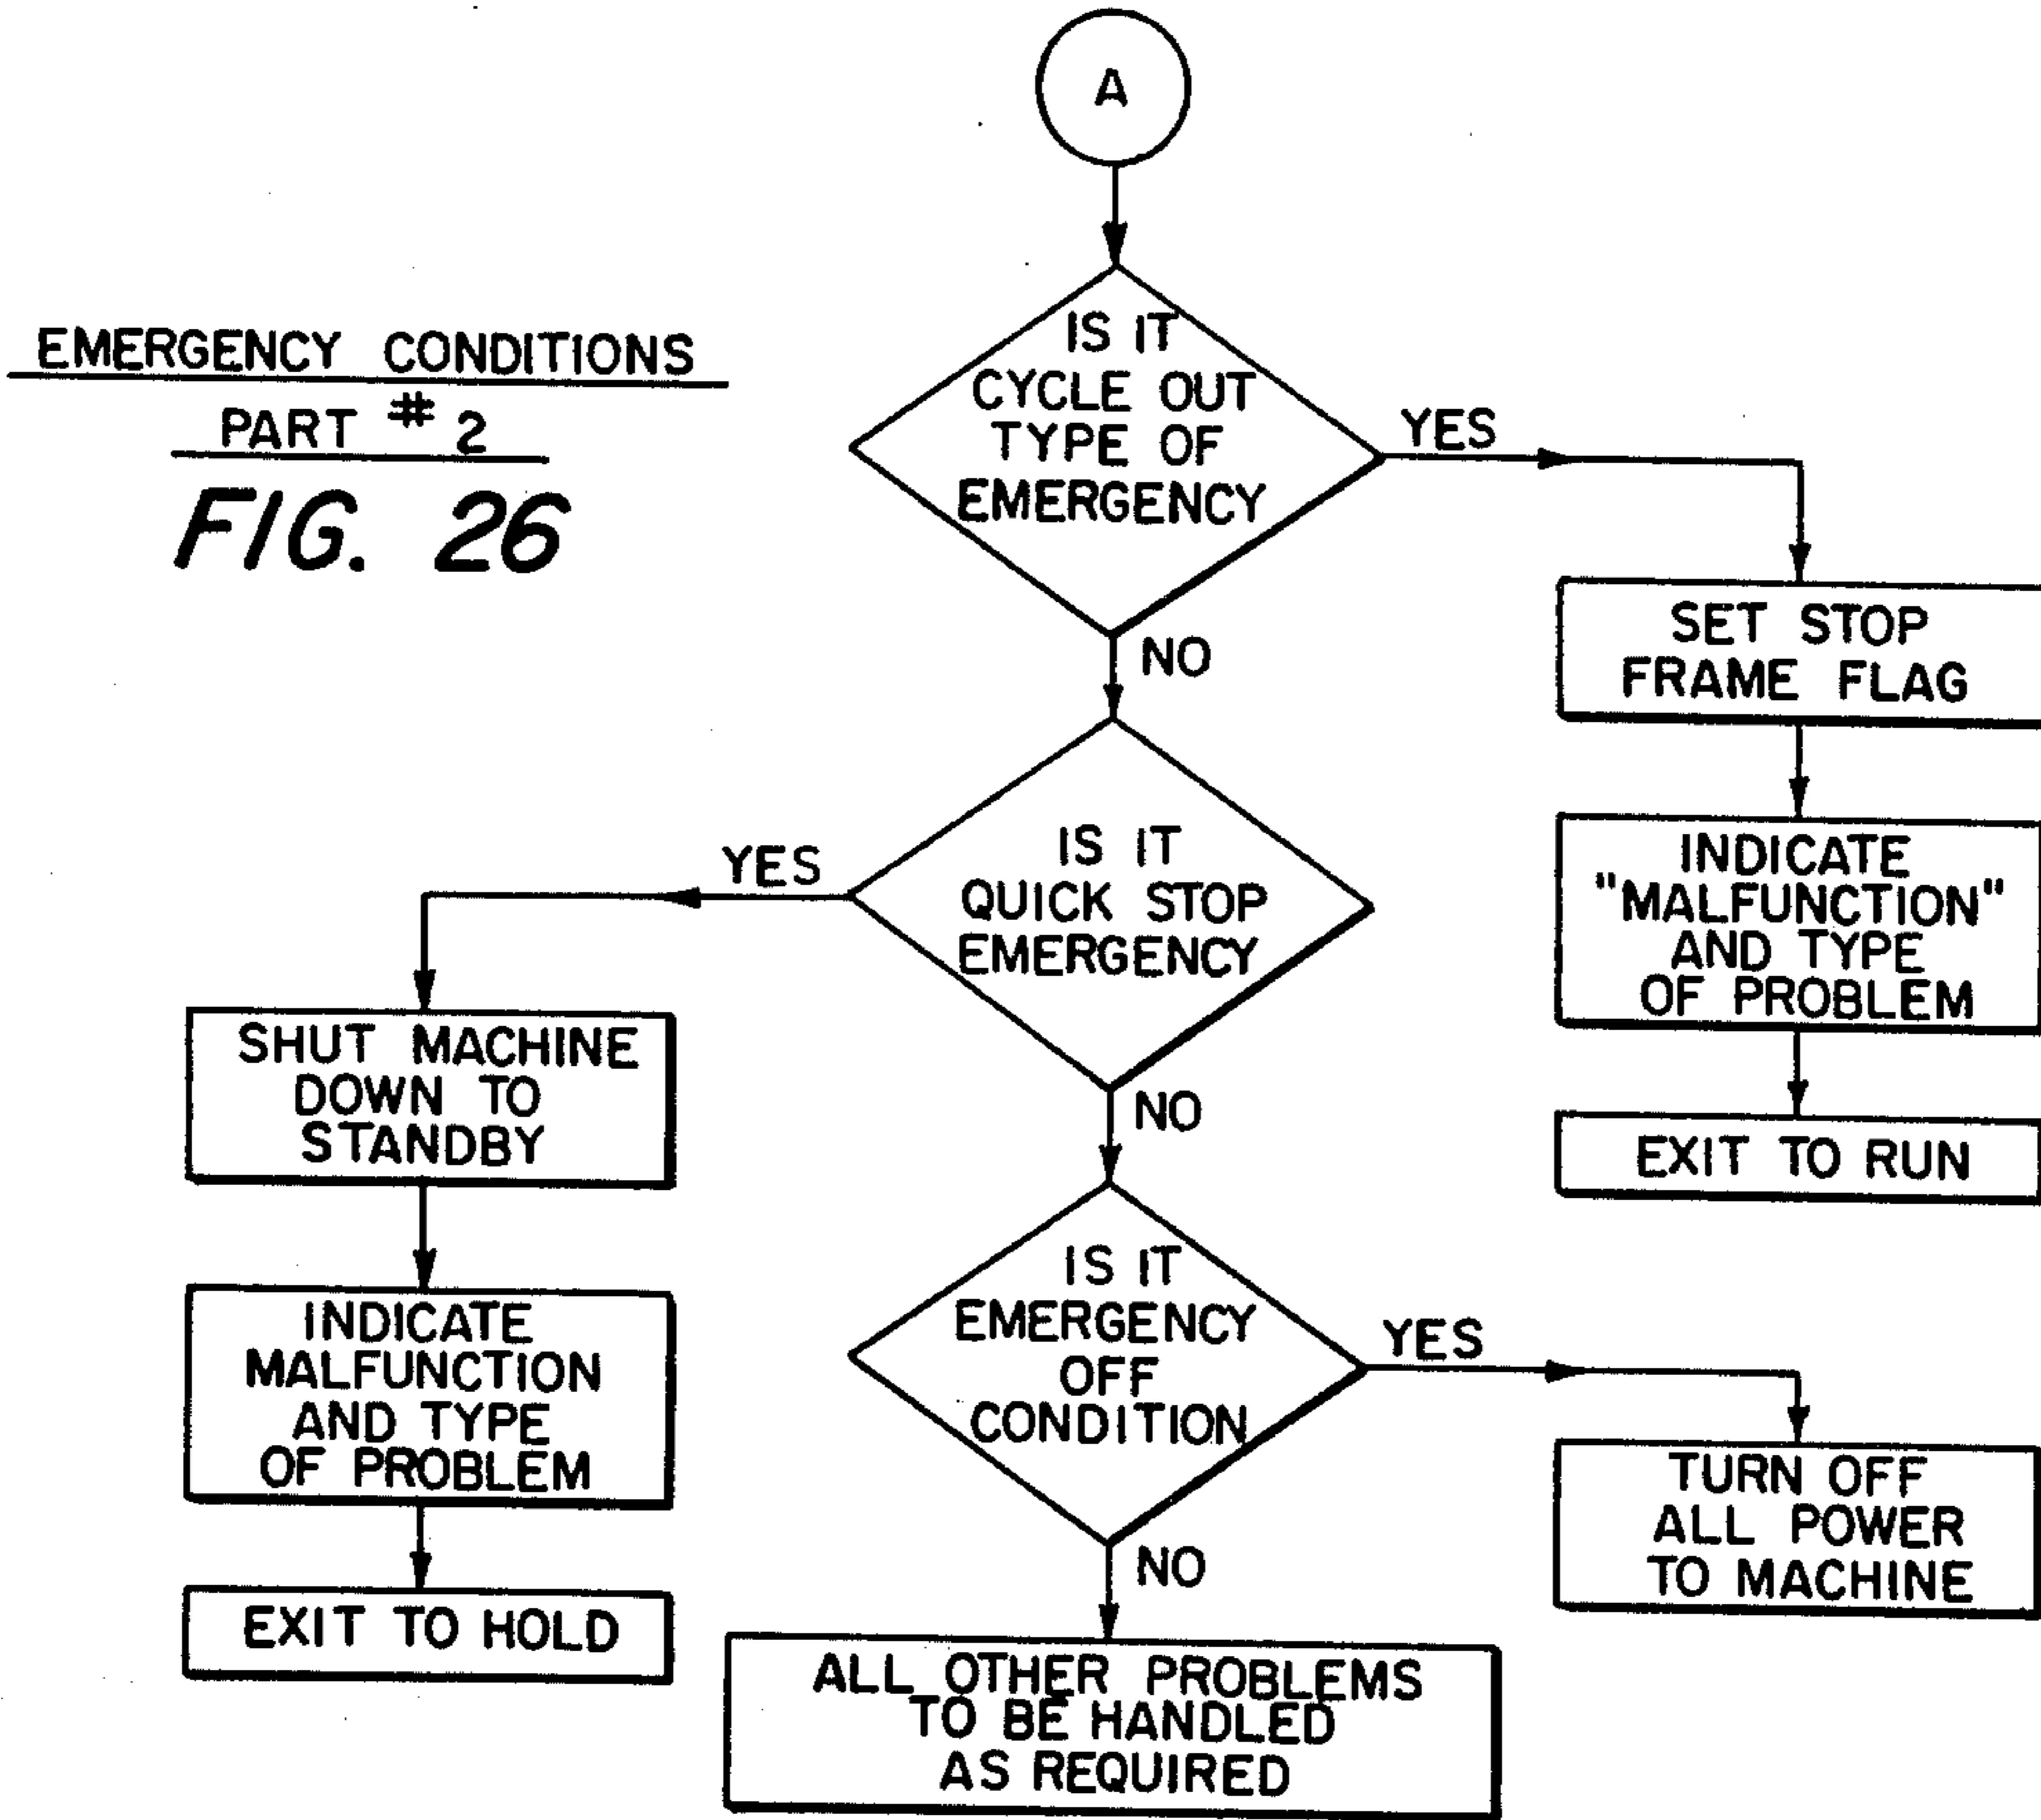 A
EMERGENCY CONDITIONS
PART # 2
FIG. 26
IS IT
CYCLE OUT
TYPE OF
EMERGENCY
YES
NO
SET STOP
FRAME FLAG
INDICATE
"MALFUNCTION"
AND TYPE
OF PROBLEM
EXIT TO RUN
IS IT
QUICK STOP
EMERGENCY
YES
NO
SHUT MACHINE
DOWN TO
STANDBY
INDICATE
MALFUNCTION
AND TYPE
OF PROBLEM
EXIT TO HOLD
IS IT
EMERGENCY
OFF
CONDITION
YES
NO
TURN OFF
ALL POWER
TO MACHINE
ALL OTHER PROBLEMS
TO BE HANDLED
AS REQUIRED